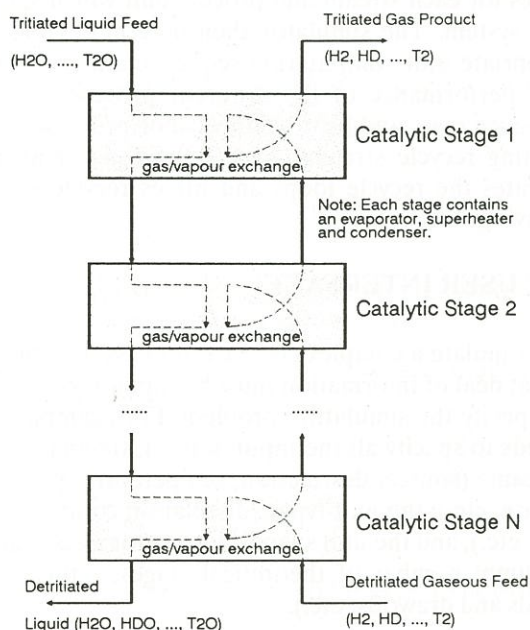 Tritiated Liquid Feed
Tritiated Gas Product
(H2O, ...., T2O)
(H2, HD, ..., T2)
Catalytic Stage 1
gas/vapour exchange
Note: Each stage contains
an evaporator, superheater
and condenser.
Catalytic Stage 2
gas/vapour exchange
......
......
Catalytic Stage N
gas/vapour exchange
Detritiated
Detritiated Gaseous Feed
Liquid (H2O, HDO, ..., T2O)
(H2, HD, ..., T2)